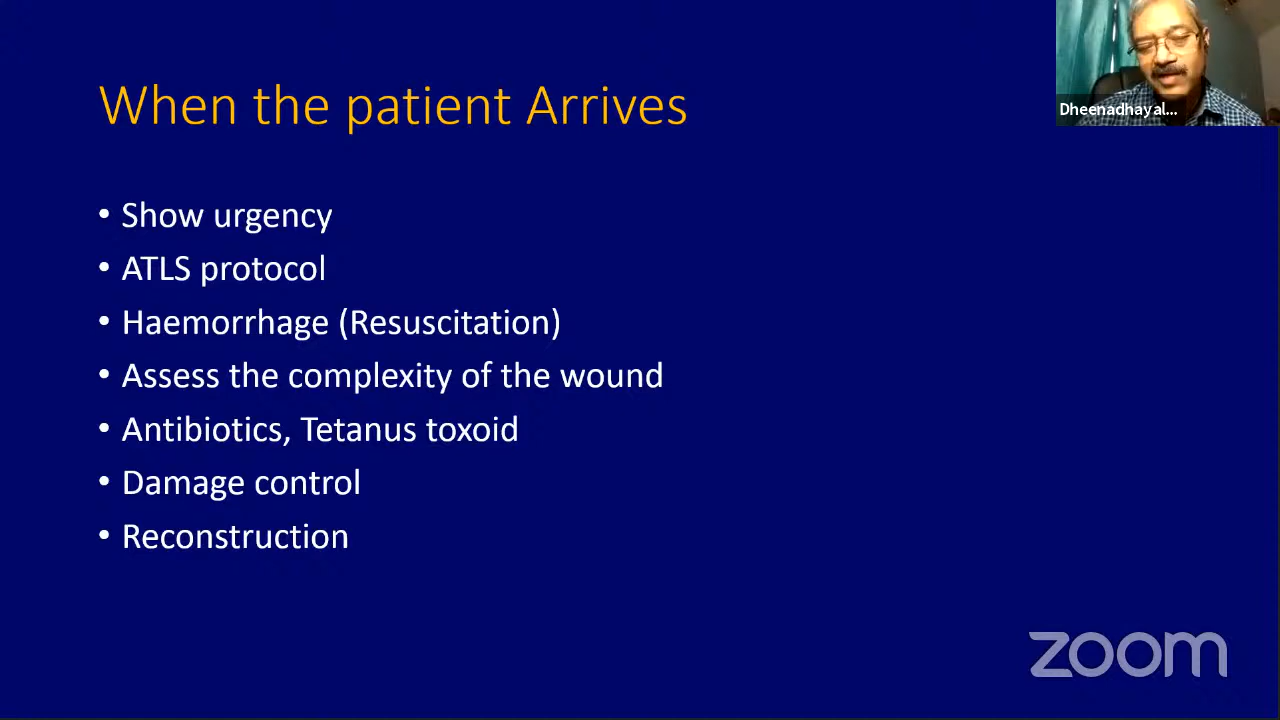 When the patient Arrives
Dheenadhayal...
• Show urgency
• ATLS protocol
• Haemorrhage (Resuscitation)
• Assess the complexity of the wound
• Antibiotics, Tetanus toxoid
• Damage control
• Reconstruction
zoom